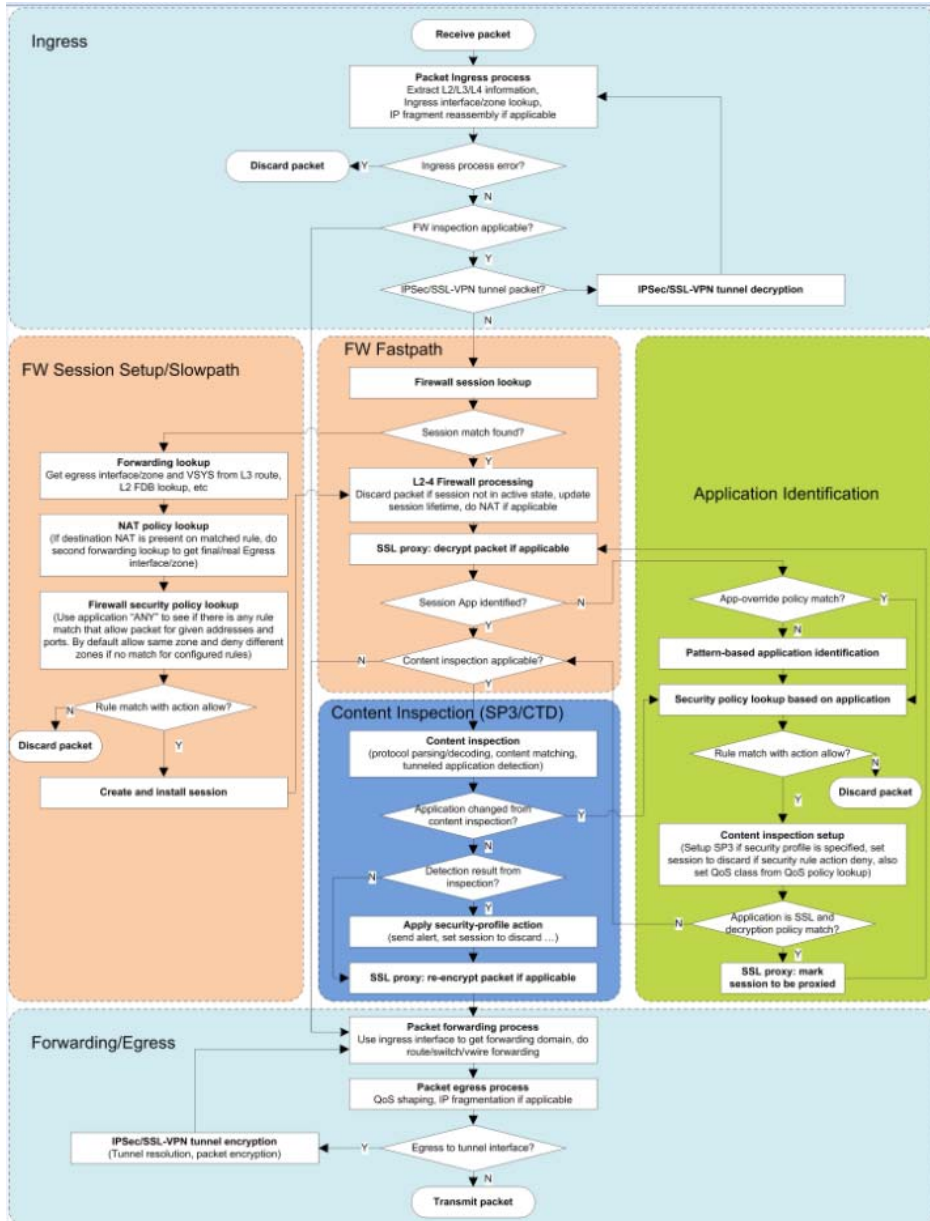 Ingress
Receive packet
Packet Ingress process
Extract L2/L3/L4 information,
Ingress interface/zone lookup,
IP fragment reassembly if applicable
Ingress process error?
Y
Discard packet
N
FW inspection applicable?
Y
IPSec/SSL-VPN tunnel packet?
Y
IPSec/SSL-VPN tunnel decryption
N
FW Session Setup/Slowpath
Forwarding lookup
Get egress interface/zone and VSYS from L3 route,
L2 FDB lookup, etc
NAT policy lookup
(If destination NAT is present on matched rule, do
second forwarding lookup to get final/real Egress
interface/zone)
Firewall security policy lookup
(Use application "ANY" to see if there is any rule
match that allow packet for given addresses and
ports. By default allow same zone and deny different
zones if no match for configured rules)
Rule match with action allow?
N
Discard packet
Y
Create and install session
FW Fastpath
Firewall session lookup
Session match found?
Y
L2-4 Firewall processing
Discard packet if session not in active state, update
session lifetime, do NAT if applicable
SSL proxy: decrypt packet if applicable
Session App identified?
N
Y
Content inspection applicable?
N
Y
Application Identification
App-override policy match?
Y
N
Pattern-based application identification
Security policy lookup based on application
Rule match with action allow?
N
Discard packet
Y
Content inspection setup
(Setup SP3 if security profile is specified, set
session to discard if security rule action deny, also
set QoS class from QoS policy lookup)
Application is SSL and
decryption policy match?
N
Y
SSL proxy: mark
session to be proxied
Content Inspection (SP3/CTD)
Content inspection
(protocol parsing/decoding, content matching,
tunneled application detection)
Application changed from
content inspection?
Y
N
Detection result from
inspection?
N
Y
Apply security-profile action
(send alert, set session to discard ...)
SSL proxy: re-encrypt packet if applicable
Forwarding/Egress
Packet forwarding process
Use ingress interface to get forwarding domain, do
route/switch/vwire forwarding
Packet egress process
QoS shaping, IP fragmentation if applicable
Egress to tunnel interface?
Y
IPSec/SSL-VPN tunnel encryption
(Tunnel resolution, packet encryption)
N
Transmit packet